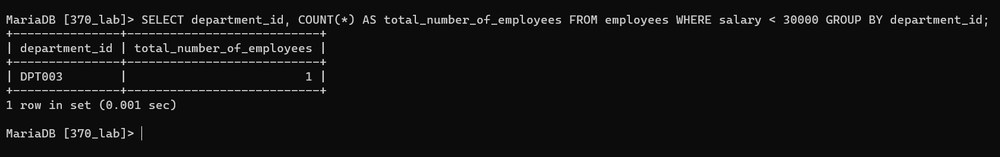 MariaDB [370_lab]> SELECT department_id, COUNT(*) AS total_number_of_employees FROM employees WHERE salary < 30000 GROUP BY department_id;
+---------------+---------------------------+
| department_id | total_number_of_employees |
+---------------+---------------------------+
| DPT003        |                         1 |
+---------------+---------------------------+
1 row in set (0.001 sec)
MariaDB [370_lab]>